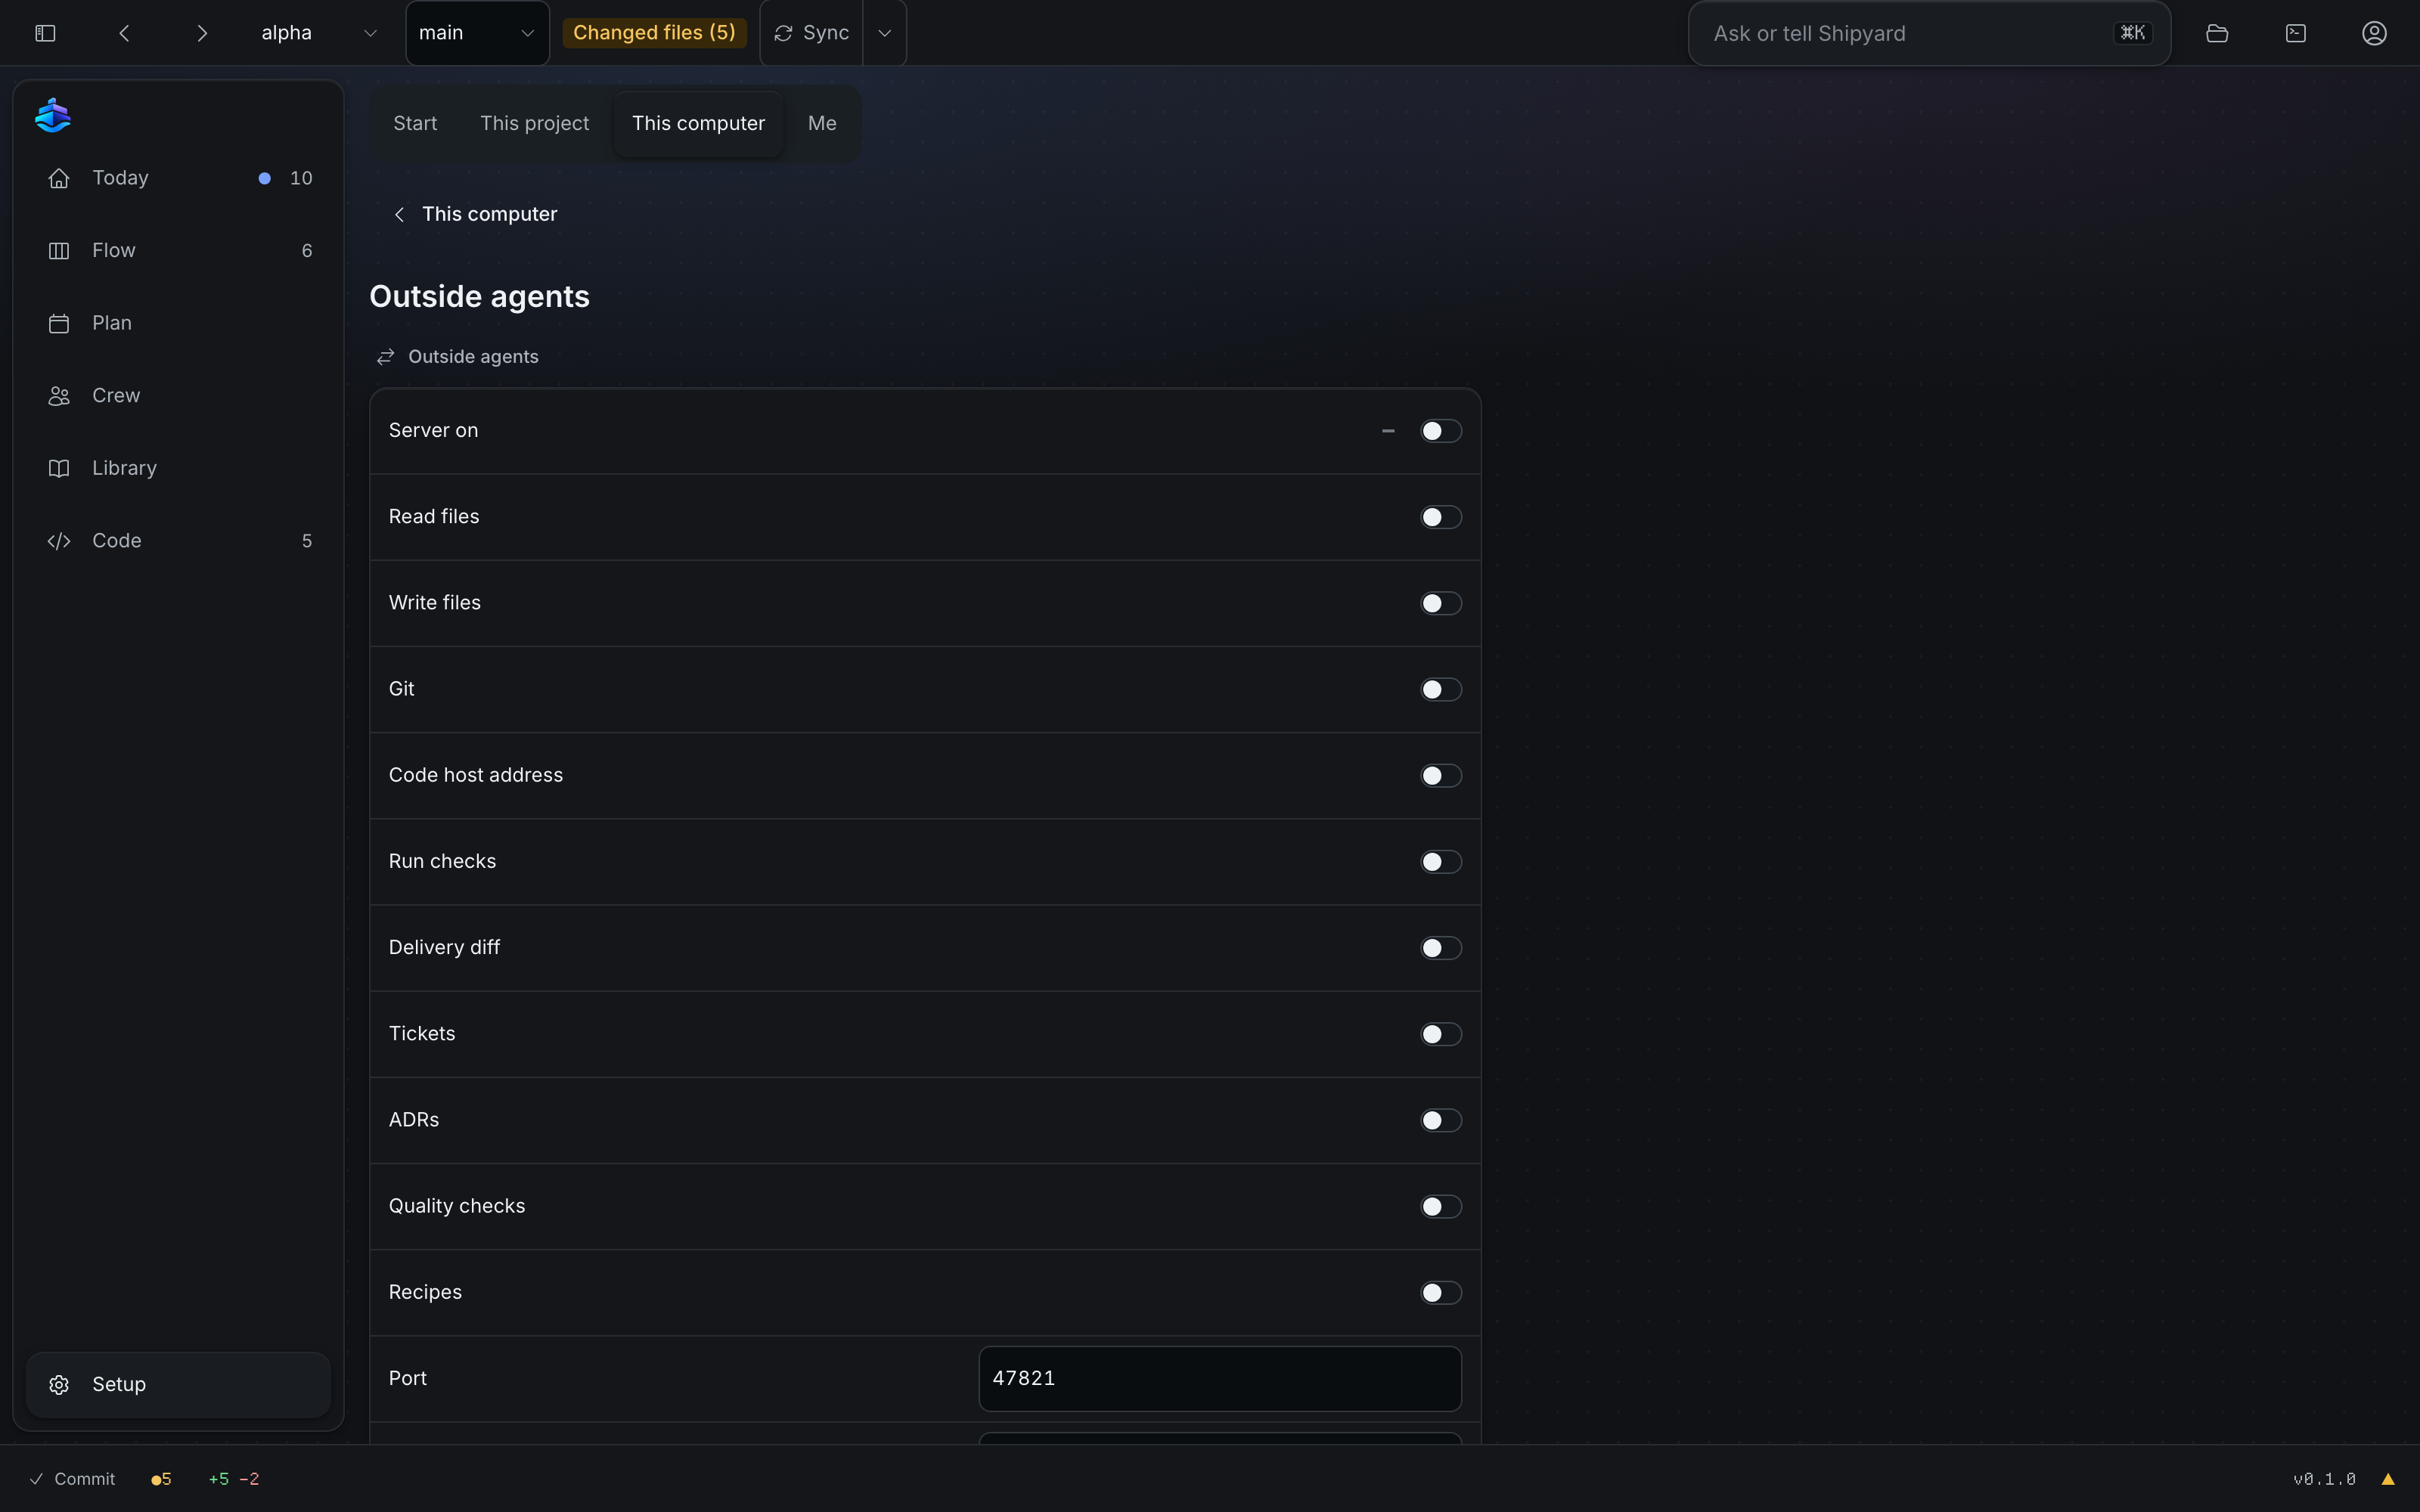 alpha
main
Changed files (5)
Sync
Ask or tell Shipyard
⌘K
Start
This project
This computer
Me
Today 10
Flow 6
Plan
Crew
Library
Code 5
Setup
This computer
Outside agents
Outside agents
Server on
Read files
Write files
Git
Code host address
Run checks
Delivery diff
Tickets
ADRs
Quality checks
Recipes
Port 47821
Commit
5
+5 -2
v0.1.0